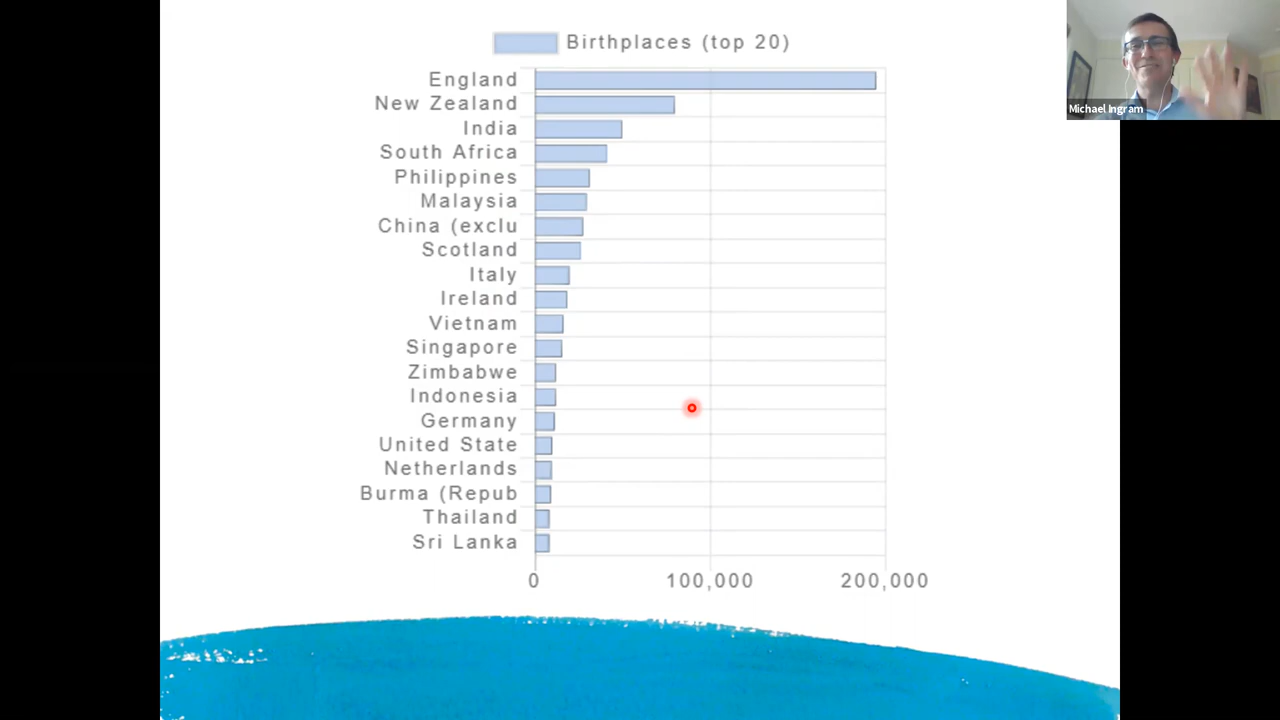 Birthplaces (top 20)
England
New Zealand
India
South Africa
Philippines
Malaysia
China (exclu
Scotland
Italy
Ireland
Vietnam
Singapore
Zimbabwe
Indonesia
Germany
United State
Netherlands
Burma (Repub
Thailand
Sri Lanka
0 100,000 200,000
Michael Ingram